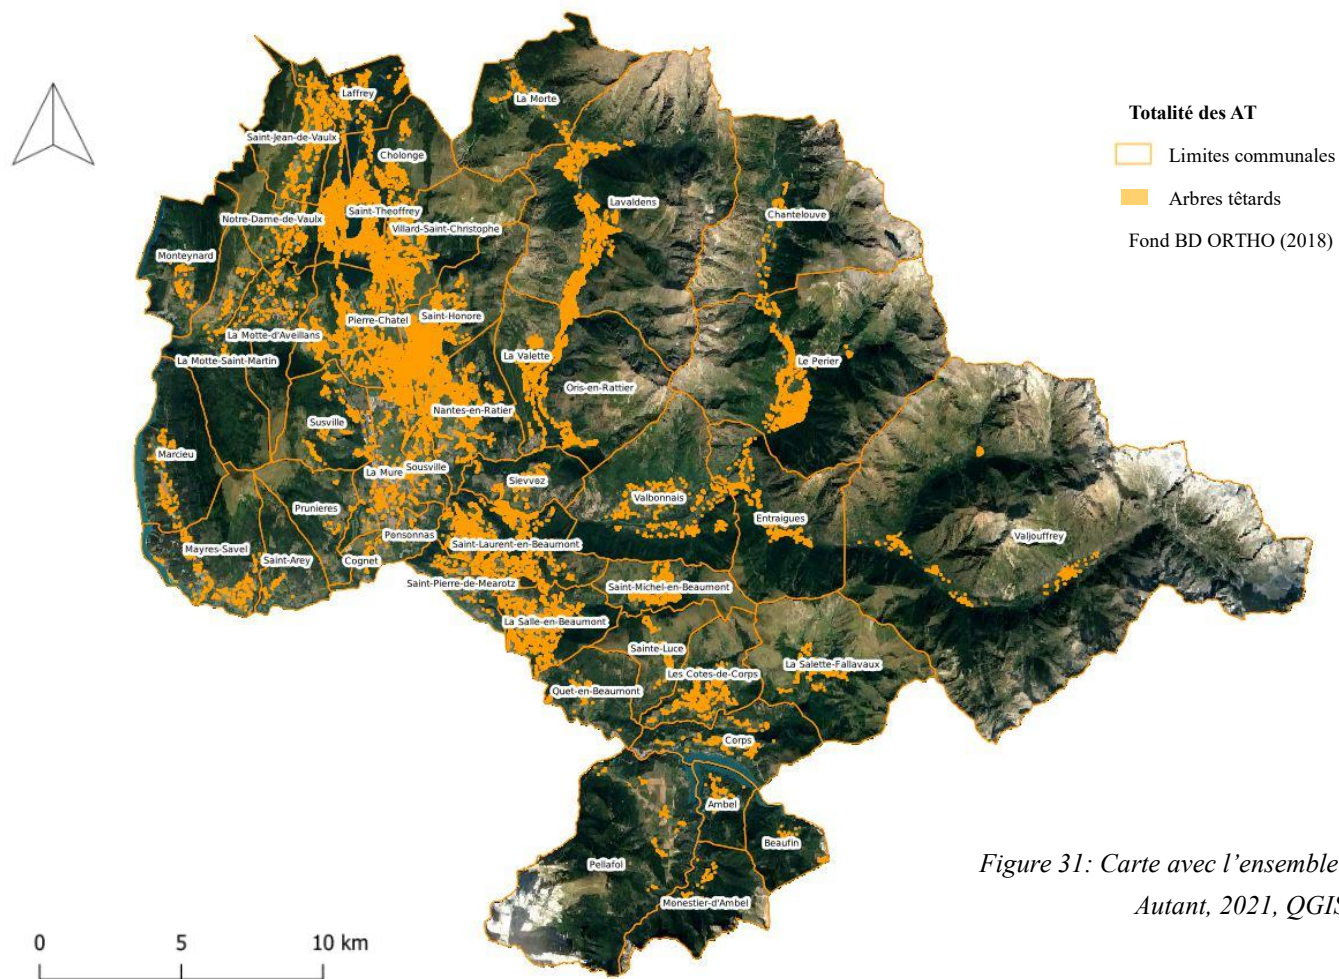 Laffrey
La Morte
Saint-Jean-de-Vaulx
Cholonge
Lavaldens
Saint-Theoffrey
Chantelouve
Notre-Dame-de-Vaulx
Villard-Saint-Christophe
Monteynard
Pierre-Chatel
Saint-Honore
La Motte-d'Aveillans
La Valette
La Motte-Saint-Martin
Le Perier
Oris-en-Rattier
Nantes-en-Ratier
Susville
Marcieu
La Mure
Sousville
Sievoz
Valbonnais
Prunieres
Entraigues
Ponsonnas
Valjouffrey
Saint-Laurent-en-Beaumont
Mayres-Savel
Saint-Arey
Cognet
Saint-Pierre-de-Mearotz
Saint-Michel-en-Beaumont
La Salle-en-Beaumont
Sainte-Luce
La Salette-Fallavaux
Les Cotes-de-Corps
Quet-en-Beaumont
Corps
Ambel
Beaufin
Pellafol
Monestier-d'Ambel
Totalité des AT
Limites communales
Arbres têtards
Fond BD ORTHO (2018)
Figure 31: Carte avec l'ensemble
Autant, 2021, QGIS
0 5 10 km